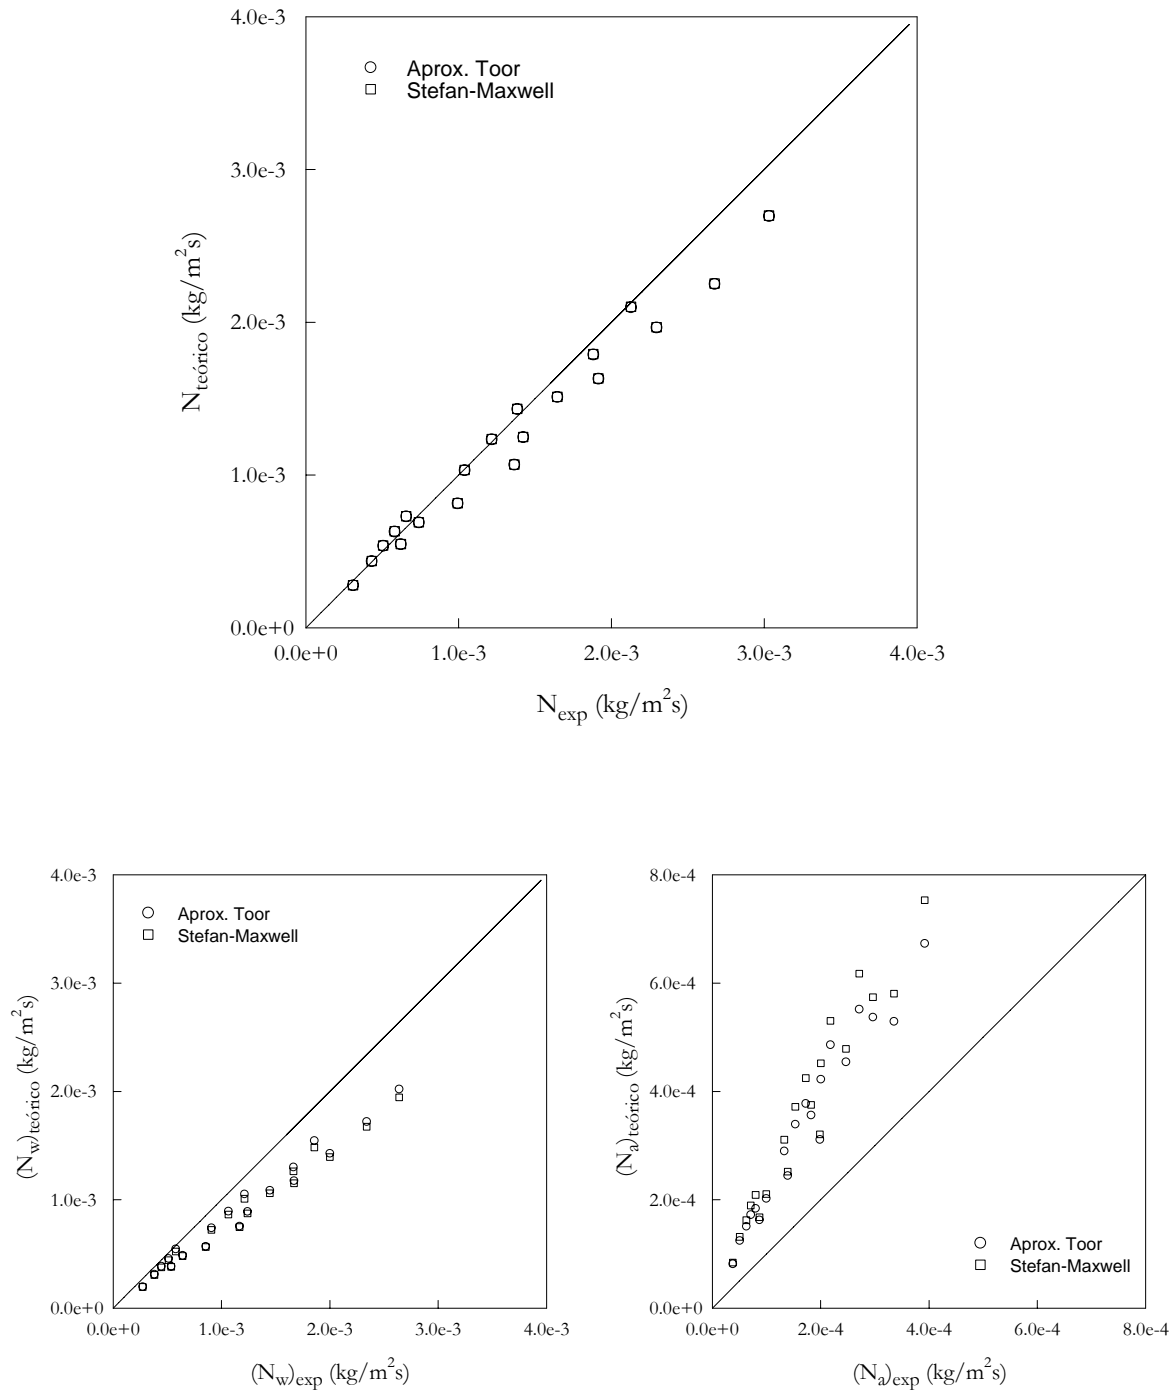 4.0e-3
Aprox. Toor
Stefan-Maxwell
3.0e-3
N_teórico (kg/m²s)
2.0e-3
1.0e-3
0.0e+0
0.0e+0 1.0e-3 2.0e-3 3.0e-3 4.0e-3
N_exp (kg/m²s)
4.0e-3
Aprox. Toor
Stefan-Maxwell
3.0e-3
(N_w)_teórico (kg/m²s)
2.0e-3
1.0e-3
0.0e+0
0.0e+0 1.0e-3 2.0e-3 3.0e-3 4.0e-3
(N_w)_exp (kg/m²s)
8.0e-4
6.0e-4
(N_a)_teórico (kg/m²s)
4.0e-4
2.0e-4
Aprox. Toor
Stefan-Maxwell
0.0e+0
0.0e+0 2.0e-4 4.0e-4 6.0e-4 8.0e-4
(N_a)_exp (kg/m²s)